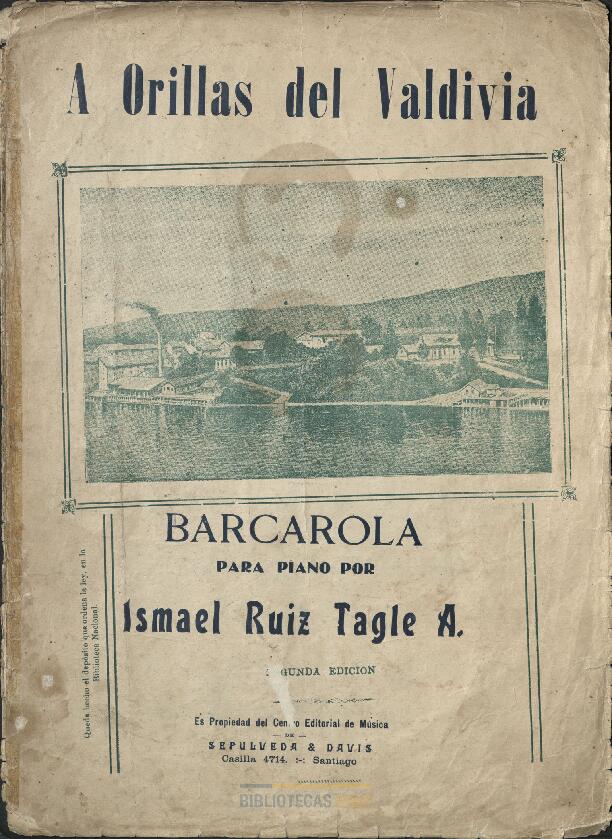 A Orillas del Valdivia
BARCAROLA
PARA PIANO POR
Ismael Ruiz Tagle A.
GUNDA EDICION
Es Propiedad del Centro Editorial de Música
— DE —
SEPULVEDA & DAVIS
Casilla 4714. :-: Santiago
Queda hecho el depósito que ordena la ley, en la
Biblioteca Nacional.
BIBLIOTECAS